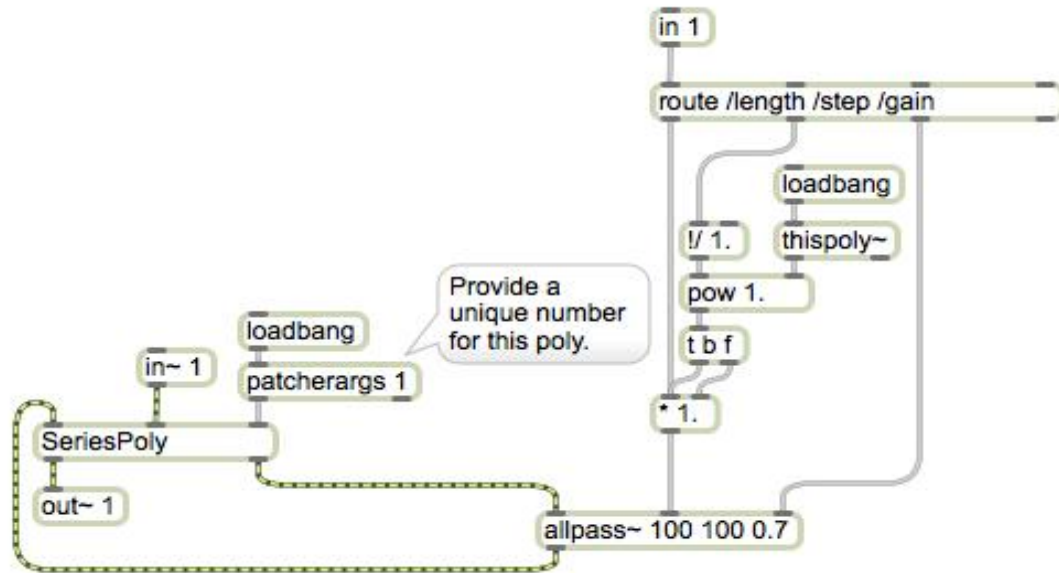 in 1
route /length /step /gain
loadbang
!/ 1.
thispoly~
pow 1.
Provide a
unique number
for this poly.
loadbang
t b f
in~ 1
patcherargs 1
* 1.
SeriesPoly
out~ 1
allpass~ 100 100 0.7